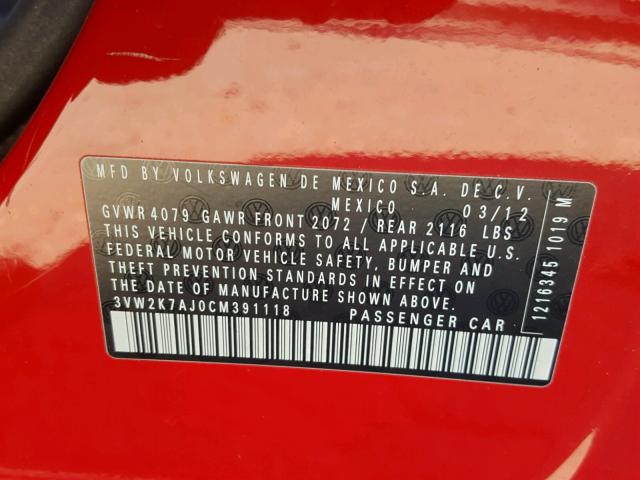 MFD BY VOLKSWAGEN DE MEXICO S.A. DE C.V.
MEXICO 03/12
GVWR 4079 GAWR FRONT 2072 / REAR 2116 LBS
THIS VEHICLE CONFORMS TO ALL APPLICABLE U.S.
FEDERAL MOTOR VEHICLE SAFETY, BUMPER AND
THEFT PREVENTION STANDARDS IN EFFECT ON
THE DATE OF MANUFACTURE SHOWN ABOVE.
3VW2K7AJ0CM391118 PASSENGER CAR
1216345 1019 M